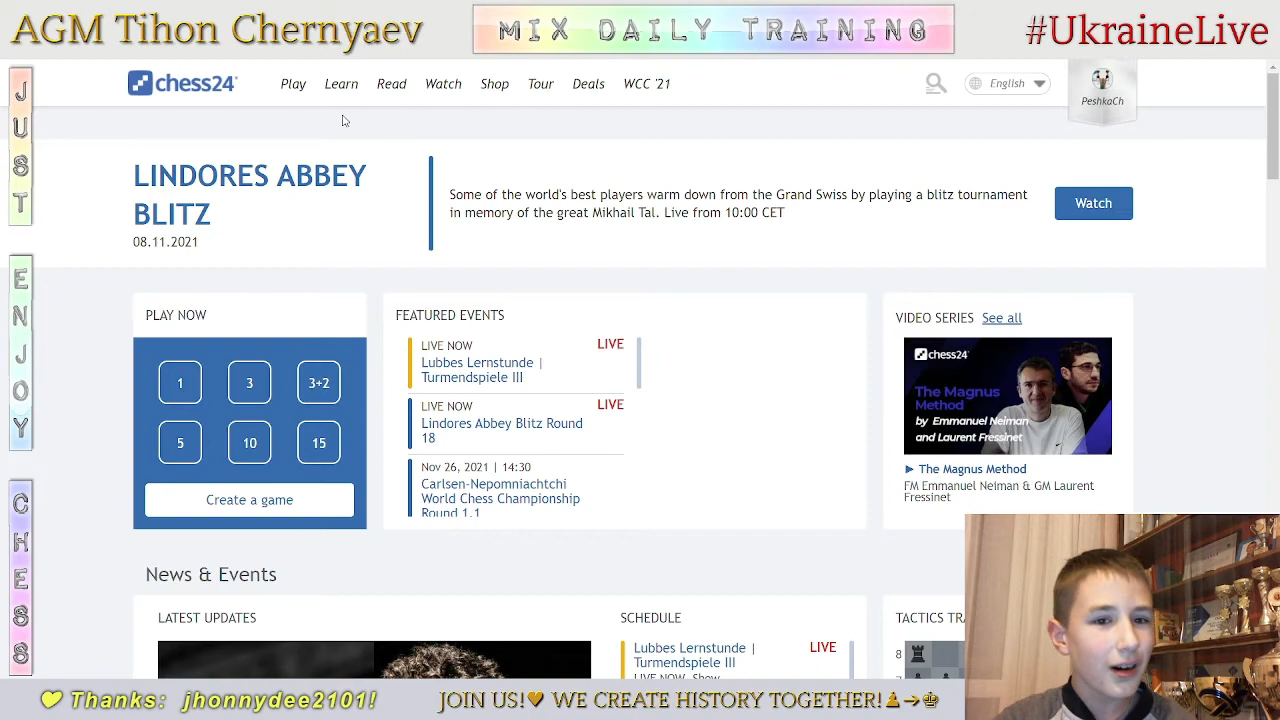 AGM Tihon Chernyaev
MIX DAILY TRAINING
#UkraineLive
JUST
ENJOY
CHESS
chess24
Play Learn Read Watch Shop Tour Deals WCC '21
English
PeshkaCh
LINDORES ABBEY
BLITZ
08.11.2021
Some of the world's best players warm down from the Grand Swiss by playing a blitz tournament
in memory of the great Mikhail Tal. Live from 10:00 CET
Watch
PLAY NOW
1 3 3+2
5 10 15
Create a game
FEATURED EVENTS
LIVE NOW LIVE
Lubbes Lernstunde |
Turmendspiele III
LIVE NOW LIVE
Lindores Abbey Blitz Round
18
Nov 26, 2021 | 14:30
Carlsen-Nepomniachtchi
World Chess Championship
Round 1.1
VIDEO SERIES See all
chess24
The Magnus
Method
by Emmanuel Neiman
and Laurent Fressinet
The Magnus Method
FM Emmanuel Neiman & GM Laurent
Fressinet
News & Events
LATEST UPDATES
SCHEDULE
Lubbes Lernstunde | LIVE
Turmendspiele III
LIVE NOW, Show
TACTICS TRA
8
Thanks: jhonnydee2101!
JOIN US!🧡 WE CREATE HISTORY TOGETHER!♟➔♚